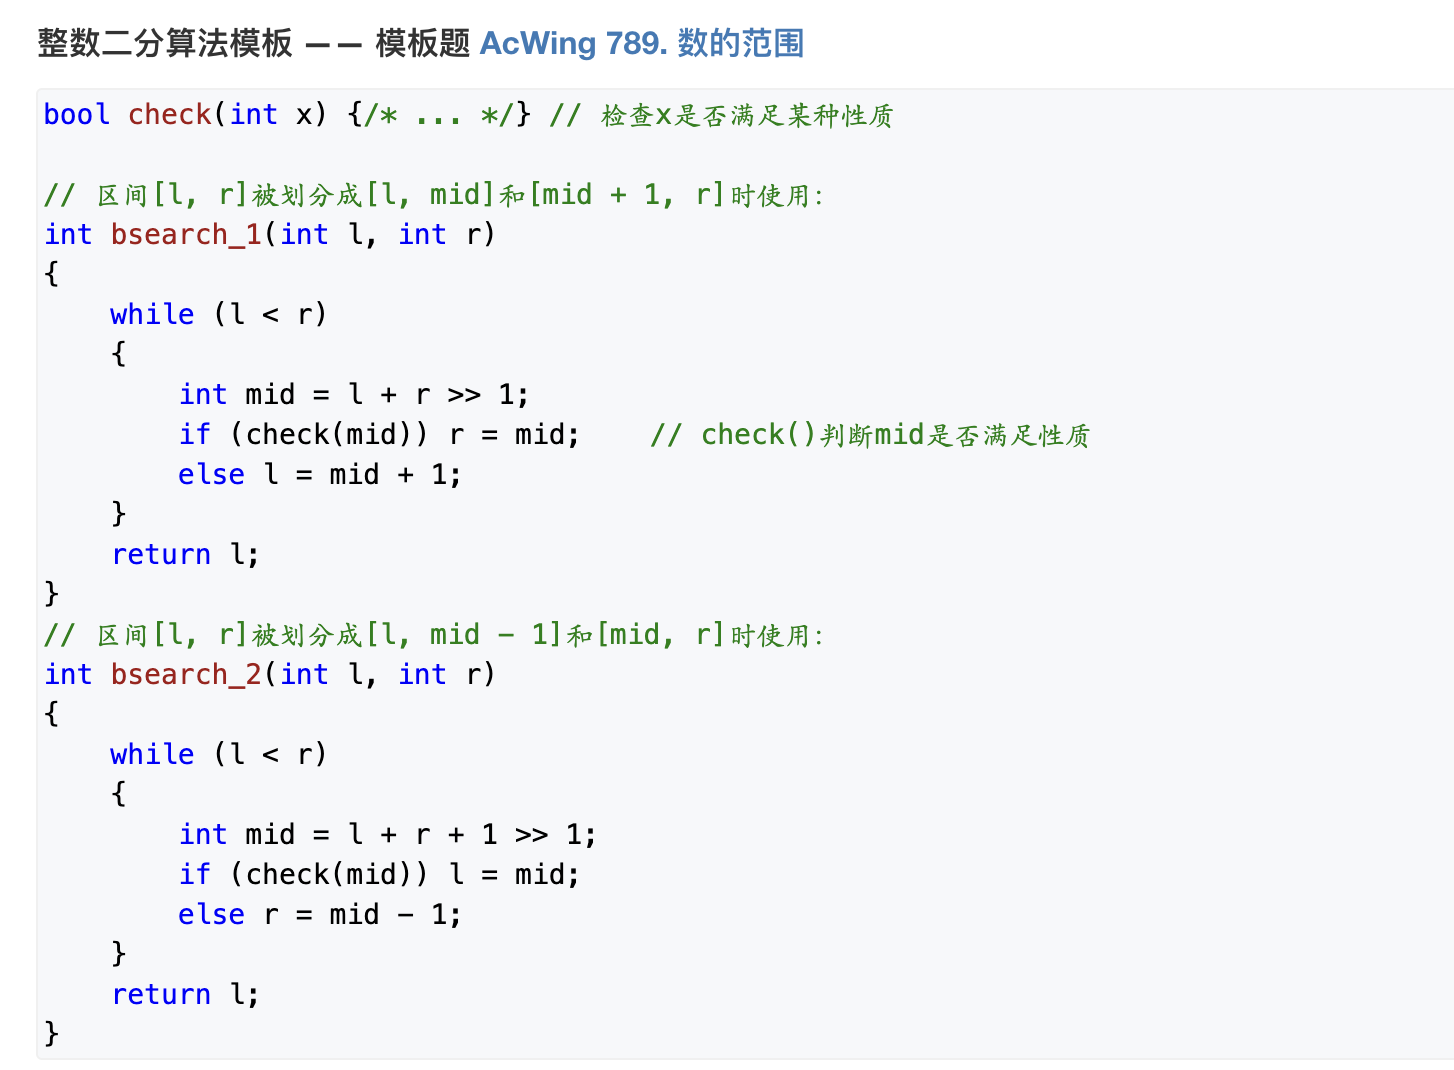 整数二分算法模板 —— 模板题 AcWing 789. 数的范围
bool check(int x) {/* ... */} // 检查x是否满足某种性质
// 区间[l, r]被划分成[l, mid]和[mid + 1, r]时使用：
int bsearch_1(int l, int r)
{
    while (l < r)
    {
        int mid = l + r >> 1;
        if (check(mid)) r = mid;    // check()判断mid是否满足性质
        else l = mid + 1;
    }
    return l;
}
// 区间[l, r]被划分成[l, mid - 1]和[mid, r]时使用：
int bsearch_2(int l, int r)
{
    while (l < r)
    {
        int mid = l + r + 1 >> 1;
        if (check(mid)) l = mid;
        else r = mid - 1;
    }
    return l;
}